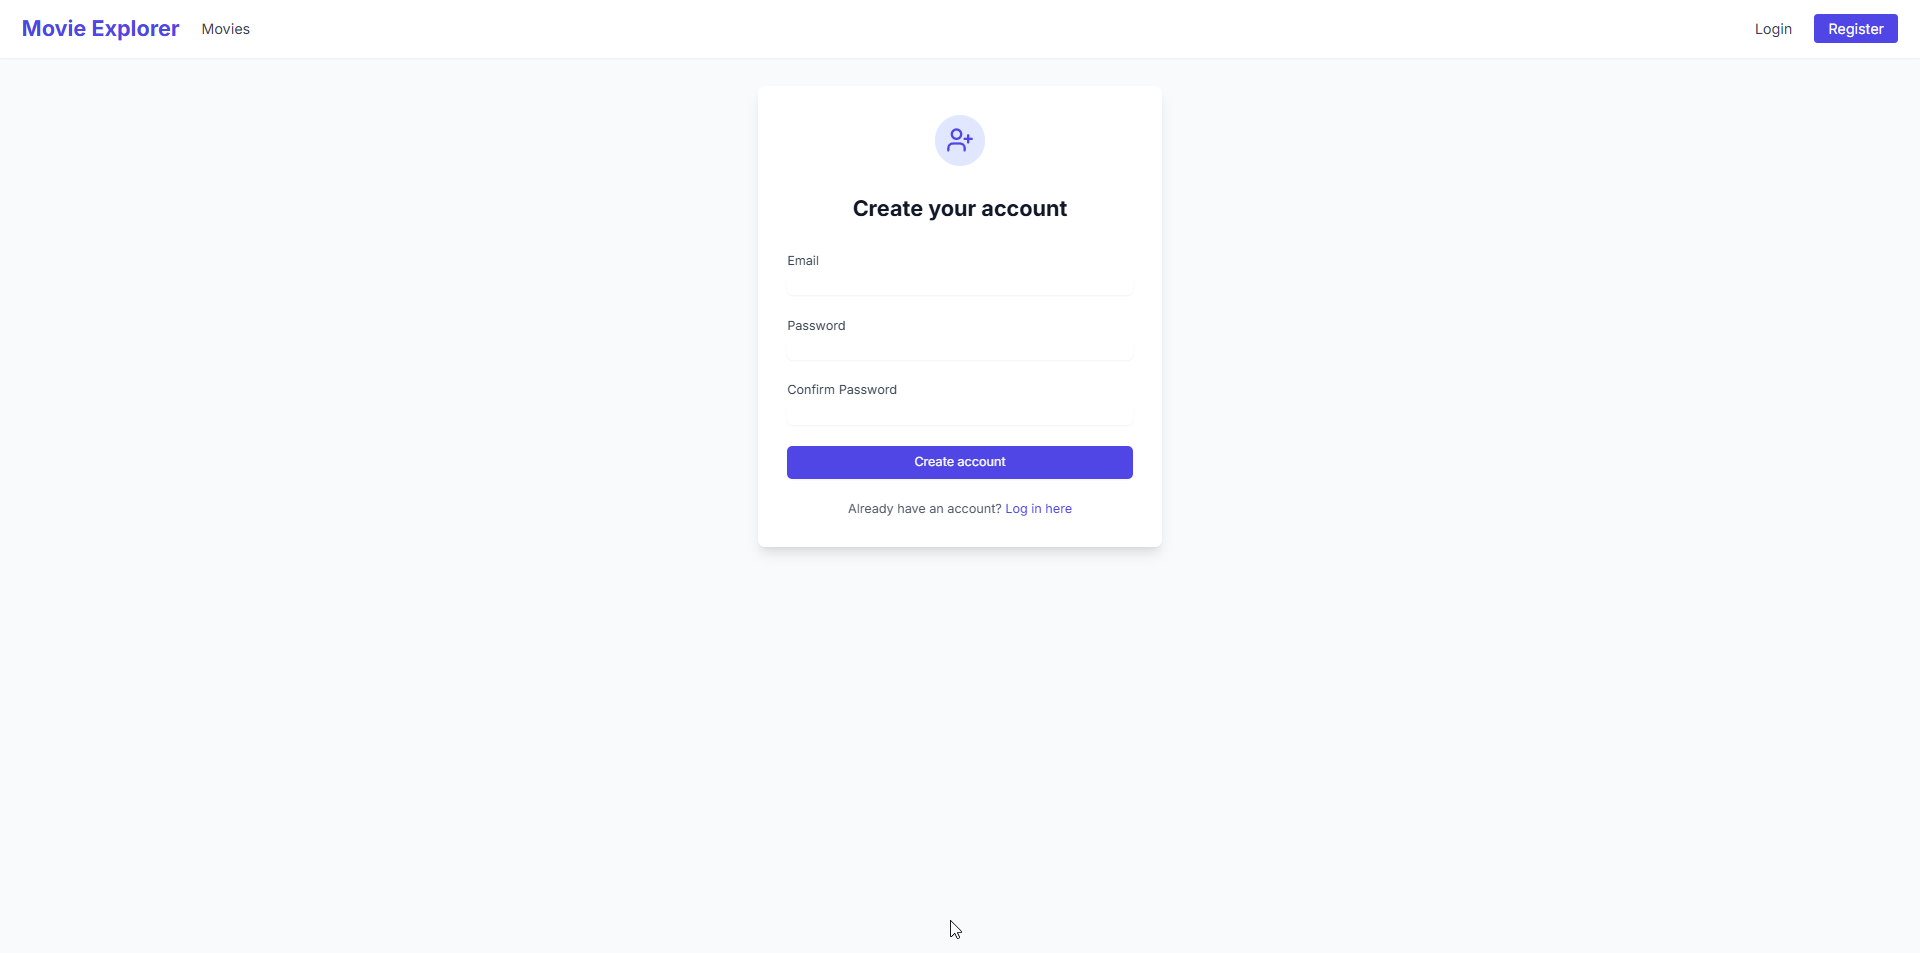 Movie Explorer Movies Login Register
Create your account
Email
Password
Confirm Password
Create account
Already have an account? Log in here